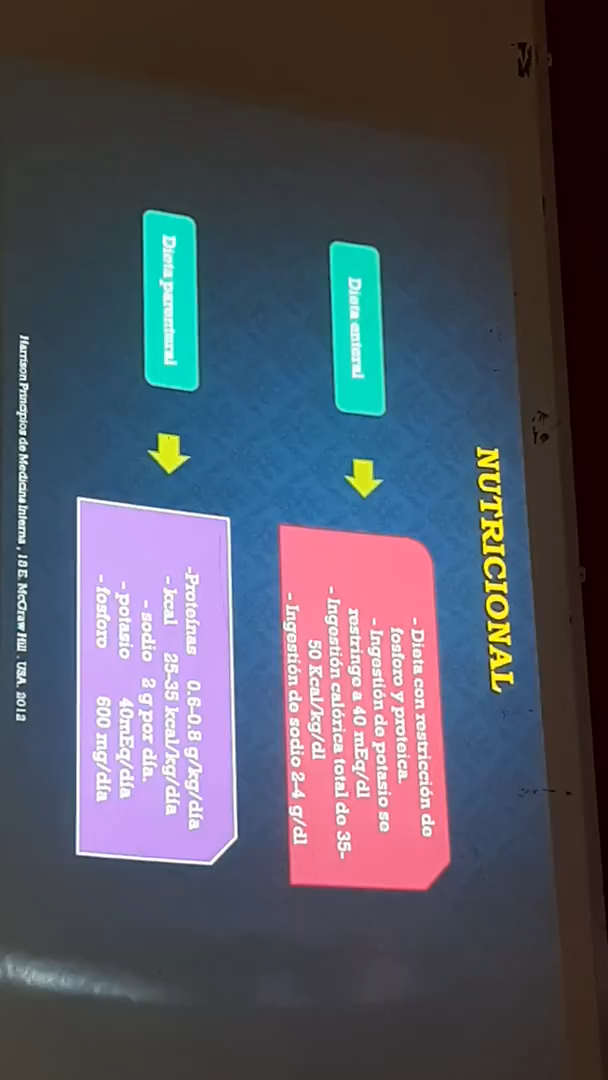 NUTRICIONAL
Dieta enteral
- Dieta con restricción de
fosforo y proteica.
- Ingestión de potasio se
restringe a 40 mEq/dl
- Ingestión calórica total de 35-
50 Kcal/kg/dl
- Ingestión de sodio 2-4 g/dl
Dieta parenteral
-Proteínas 0.6-0.8 g/kg/día
- kcal 25-35 kcal/kg/día
- sodio 2 g por día.
- potasio 40mEq/día
- fosforo 600 mg/día
Harrison Principios de Medicina Interna , 18 E. McGraw Hill . USA. 2012